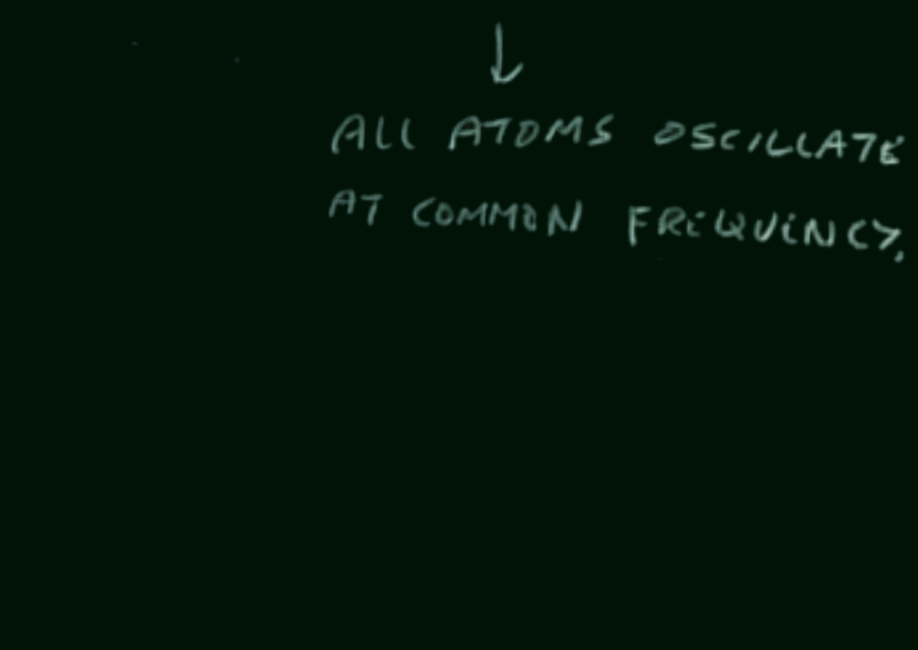 ↓
ALL ATOMS OSCILLATE
AT COMMON FREQUENCY.